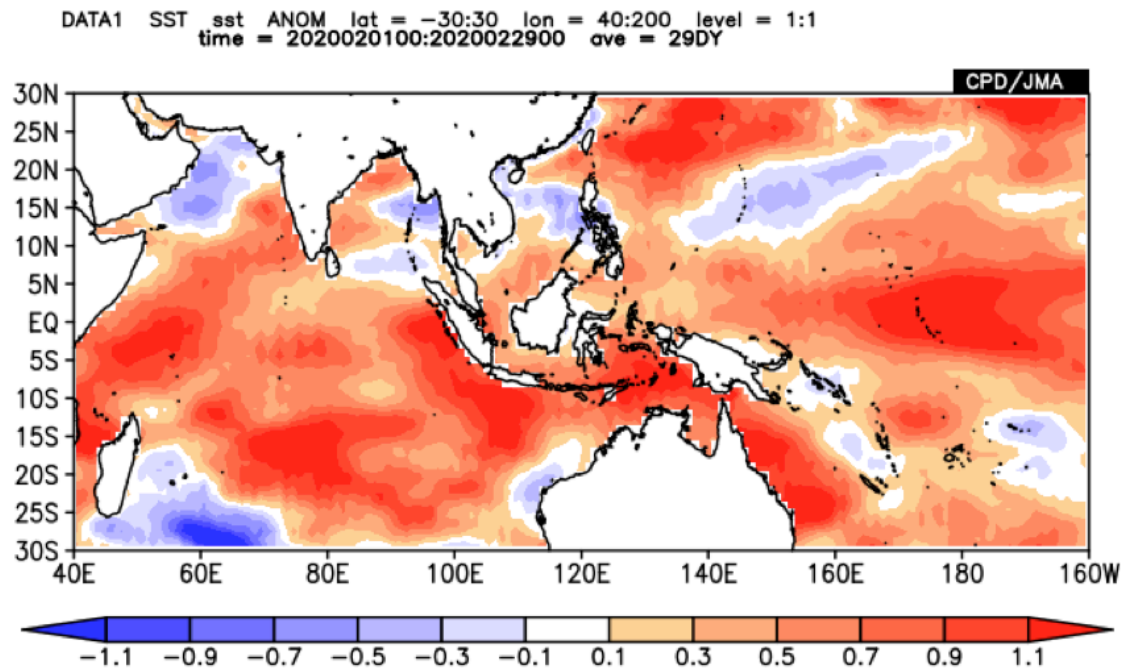 DATA1 SST sst ANOM lat = -30:30 lon = 40:200 level = 1:1
time = 2020020100:2020022900 ave = 29DY
CPD/JMA
30N
25N
20N
15N
10N
5N
EQ
5S
10S
15S
20S
25S
30S
40E 60E 80E 100E 120E 140E 160E 180 160W
-1.1 -0.9 -0.7 -0.5 -0.3 -0.1 0.1 0.3 0.5 0.7 0.9 1.1